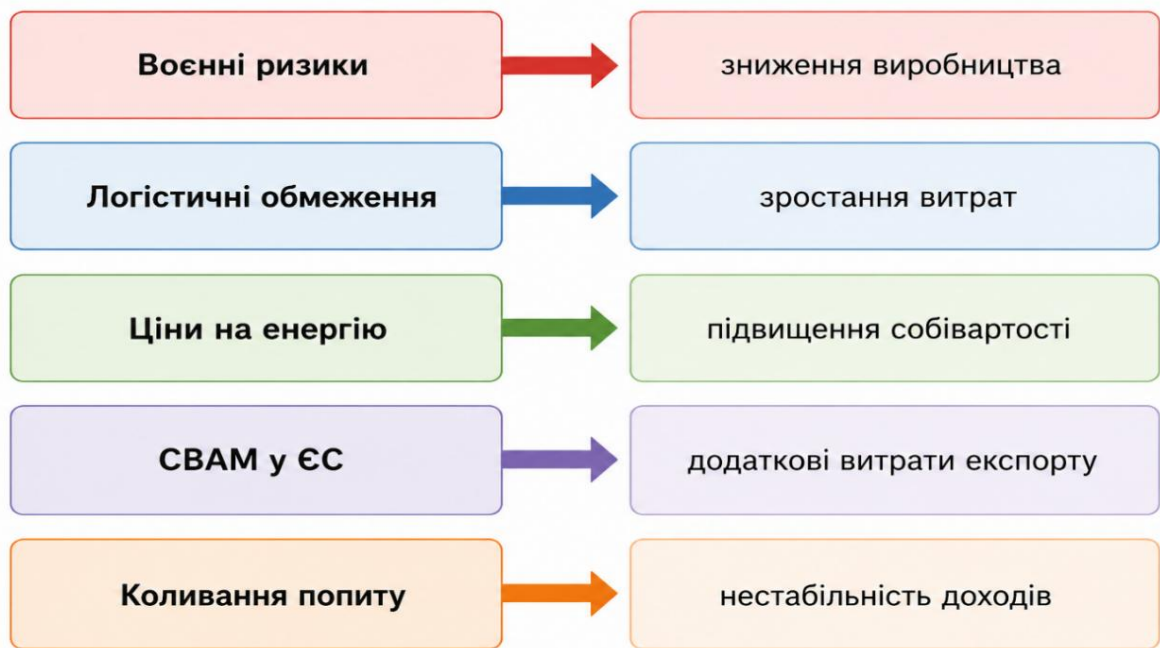 Воєнні ризики
зниження виробництва
Логістичні обмеження
зростання витрат
Ціни на енергію
підвищення собівартості
CBAM у ЄС
додаткові витрати експорту
Коливання попиту
нестабільність доходів